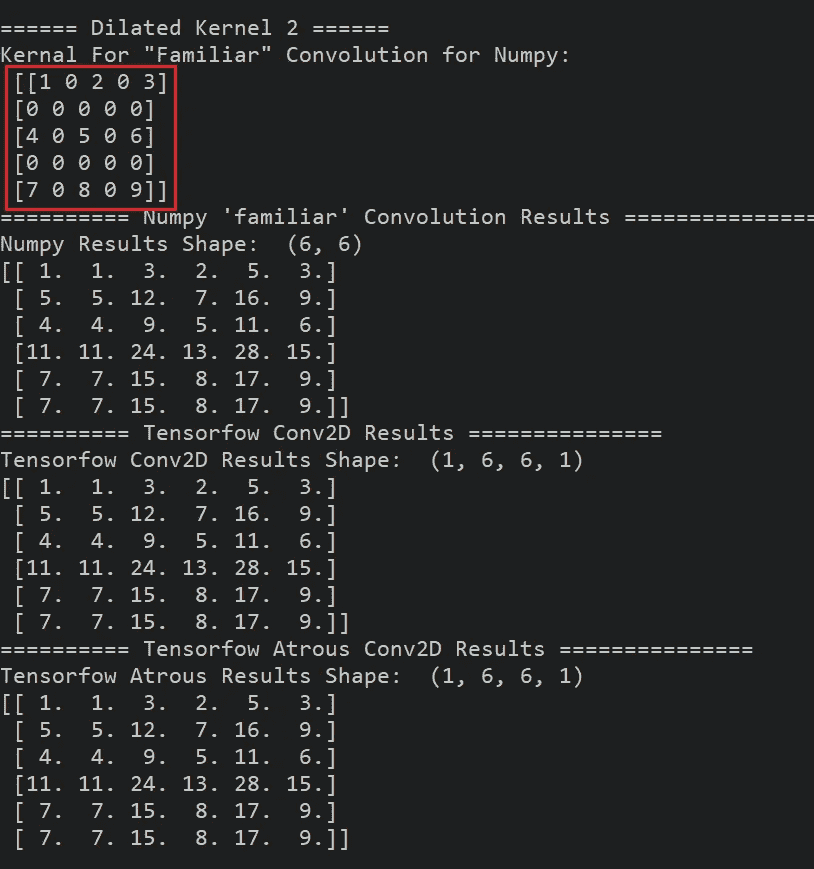 ====== Dilated Kernel 2 ======
Kernal For "Familiar" Convolution for Numpy:
[[1 0 2 0 3]
[0 0 0 0 0]
[4 0 5 0 6]
[0 0 0 0 0]
[7 0 8 0 9]]
========== Numpy 'familiar' Convolution Results ===============
Numpy Results Shape:  (6, 6)
[[ 1.  1.  3.  2.  5.  3.]
 [ 5.  5. 12.  7. 16.  9.]
 [ 4.  4.  9.  5. 11.  6.]
 [11. 11. 24. 13. 28. 15.]
 [ 7.  7. 15.  8. 17.  9.]
 [ 7.  7. 15.  8. 17.  9.]]
========== Tensorfow Conv2D Results ===============
Tensorfow Conv2D Results Shape:  (1, 6, 6, 1)
[[ 1.  1.  3.  2.  5.  3.]
 [ 5.  5. 12.  7. 16.  9.]
 [ 4.  4.  9.  5. 11.  6.]
 [11. 11. 24. 13. 28. 15.]
 [ 7.  7. 15.  8. 17.  9.]
 [ 7.  7. 15.  8. 17.  9.]]
========== Tensorfow Atrous Conv2D Results ===============
Tensorfow Atrous Results Shape:  (1, 6, 6, 1)
[[ 1.  1.  3.  2.  5.  3.]
 [ 5.  5. 12.  7. 16.  9.]
 [ 4.  4.  9.  5. 11.  6.]
 [11. 11. 24. 13. 28. 15.]
 [ 7.  7. 15.  8. 17.  9.]
 [ 7.  7. 15.  8. 17.  9.]]